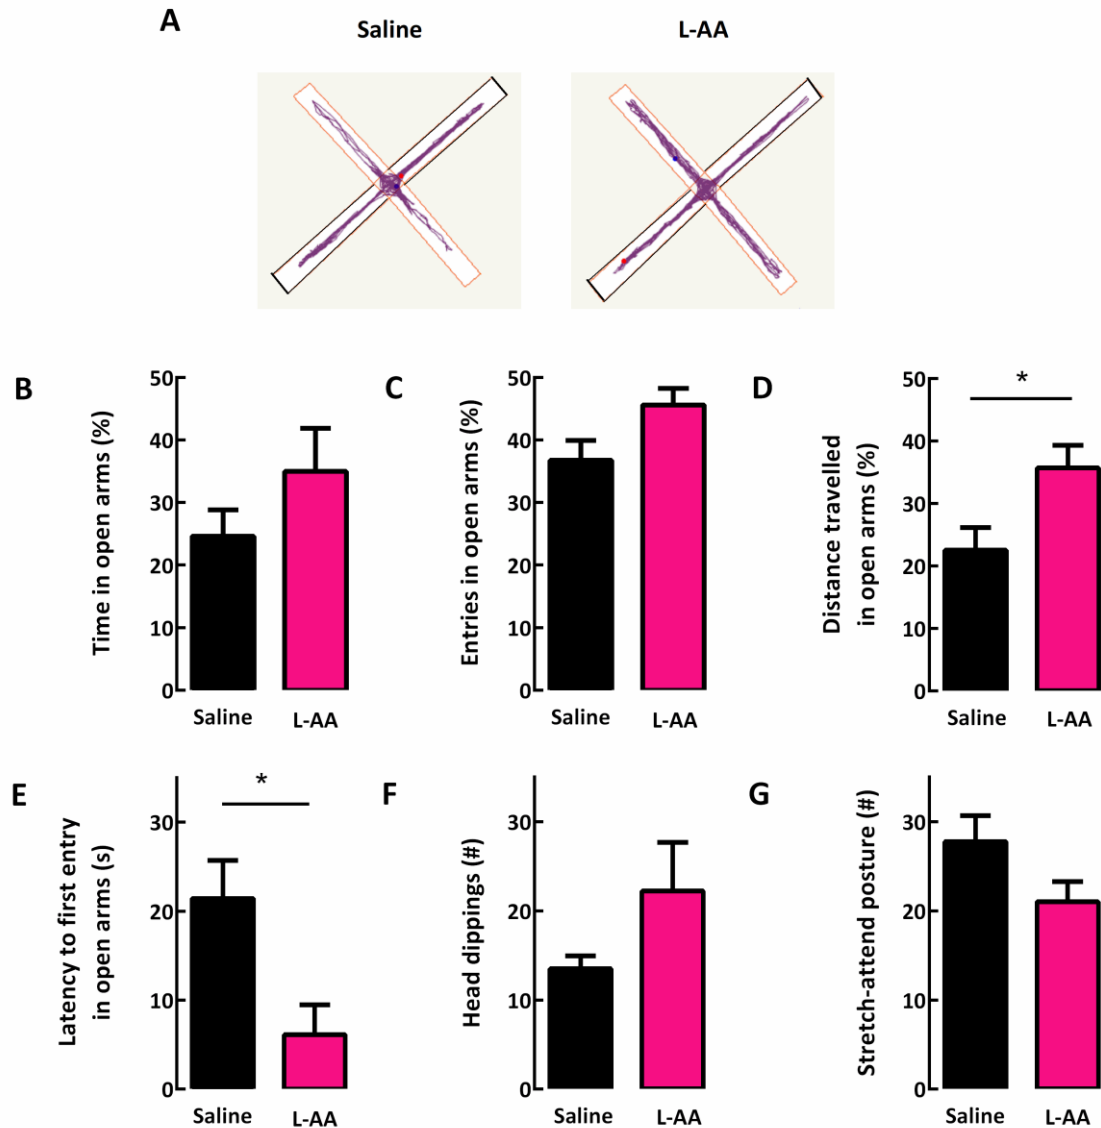 A
Saline
L-AA
B
Time in open arms (%)
50
40
30
20
10
0
Saline
L-AA
C
Entries in open arms (%)
50
40
30
20
10
0
Saline
L-AA
D
Distance travelled
in open arms (%)
50
40
30
20
10
0
*
Saline
L-AA
E
Latency to first entry
in open arms (s)
30
20
10
0
*
Saline
L-AA
F
Head dippings (#)
30
20
10
0
Saline
L-AA
G
Stretch-attend posture (#)
30
20
10
0
Saline
L-AA